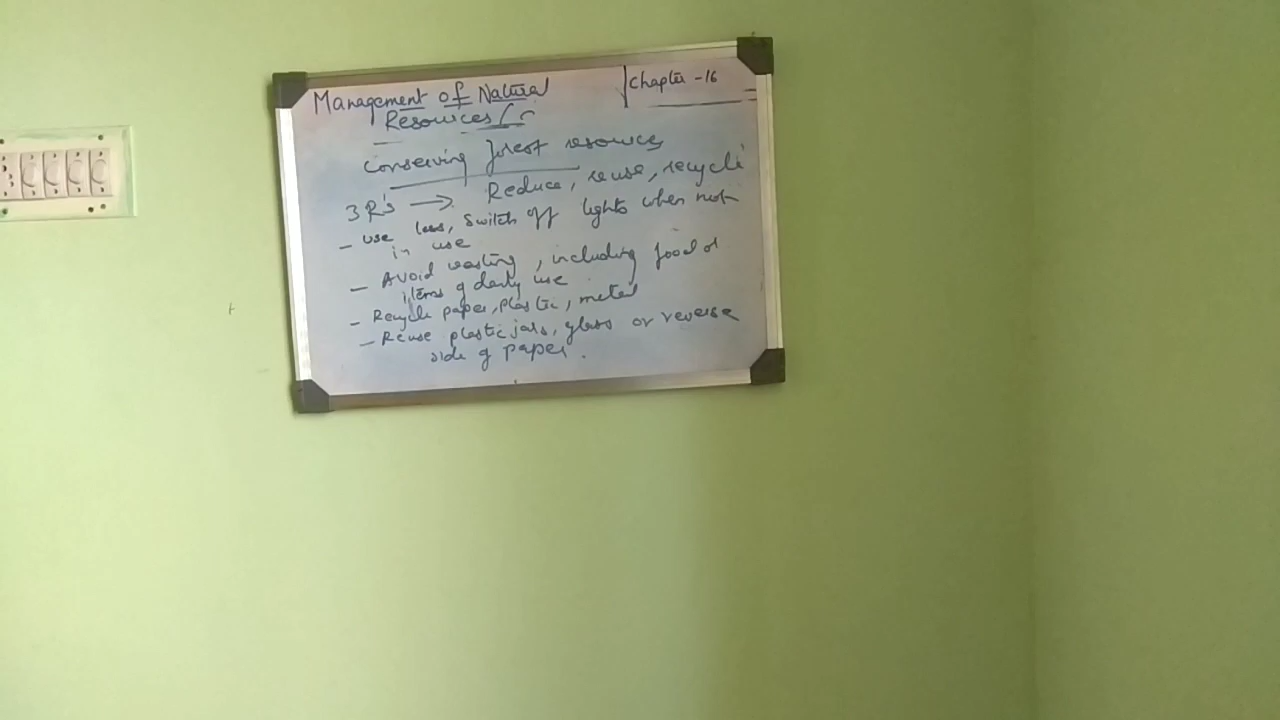 Management of Natural
Chapter - 16
Resources /
Conserving forest resources
3 R's → Reduce, reuse, recycle
- Use less, Switch off lights when not
in use
- Avoid wasting, including food or
items of daily use
- Recycle paper, plastic, metal
- Reuse plastic jars, glass or reverse
side of paper.